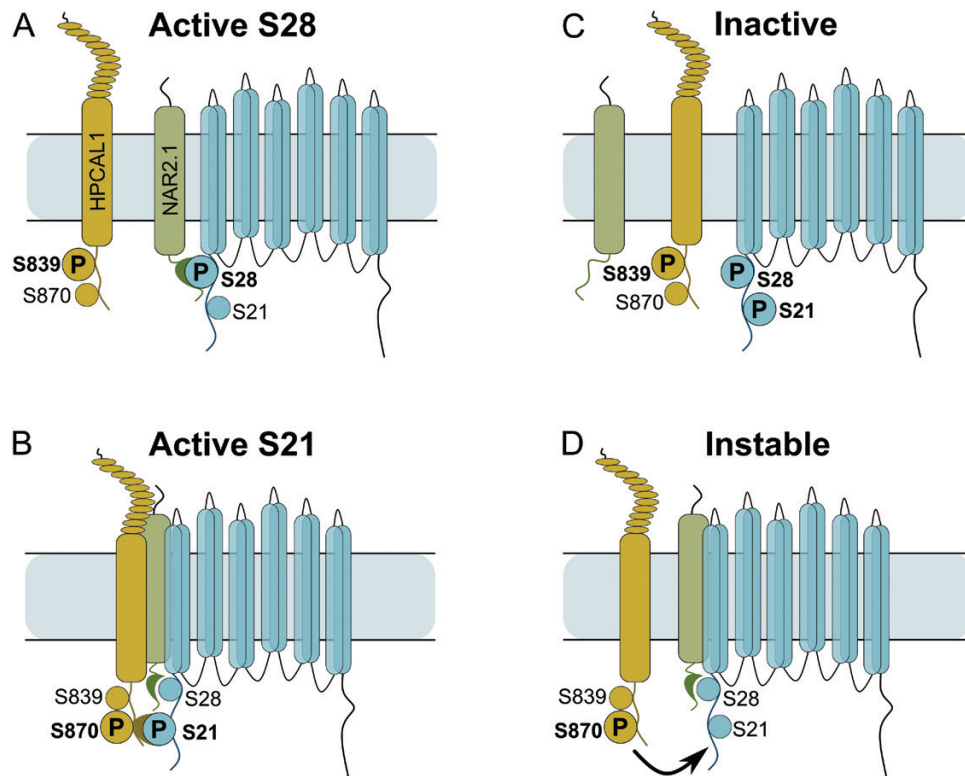 A
Active S28
HPCAL1
NAR2.1
S839
P
S870
P
S28
S21
C
Inactive
S839
P
S870
P
S28
P
S21
B
Active S21
S839
S870
P
P
S28
S21
D
Instable
S839
S870
P
S28
S21